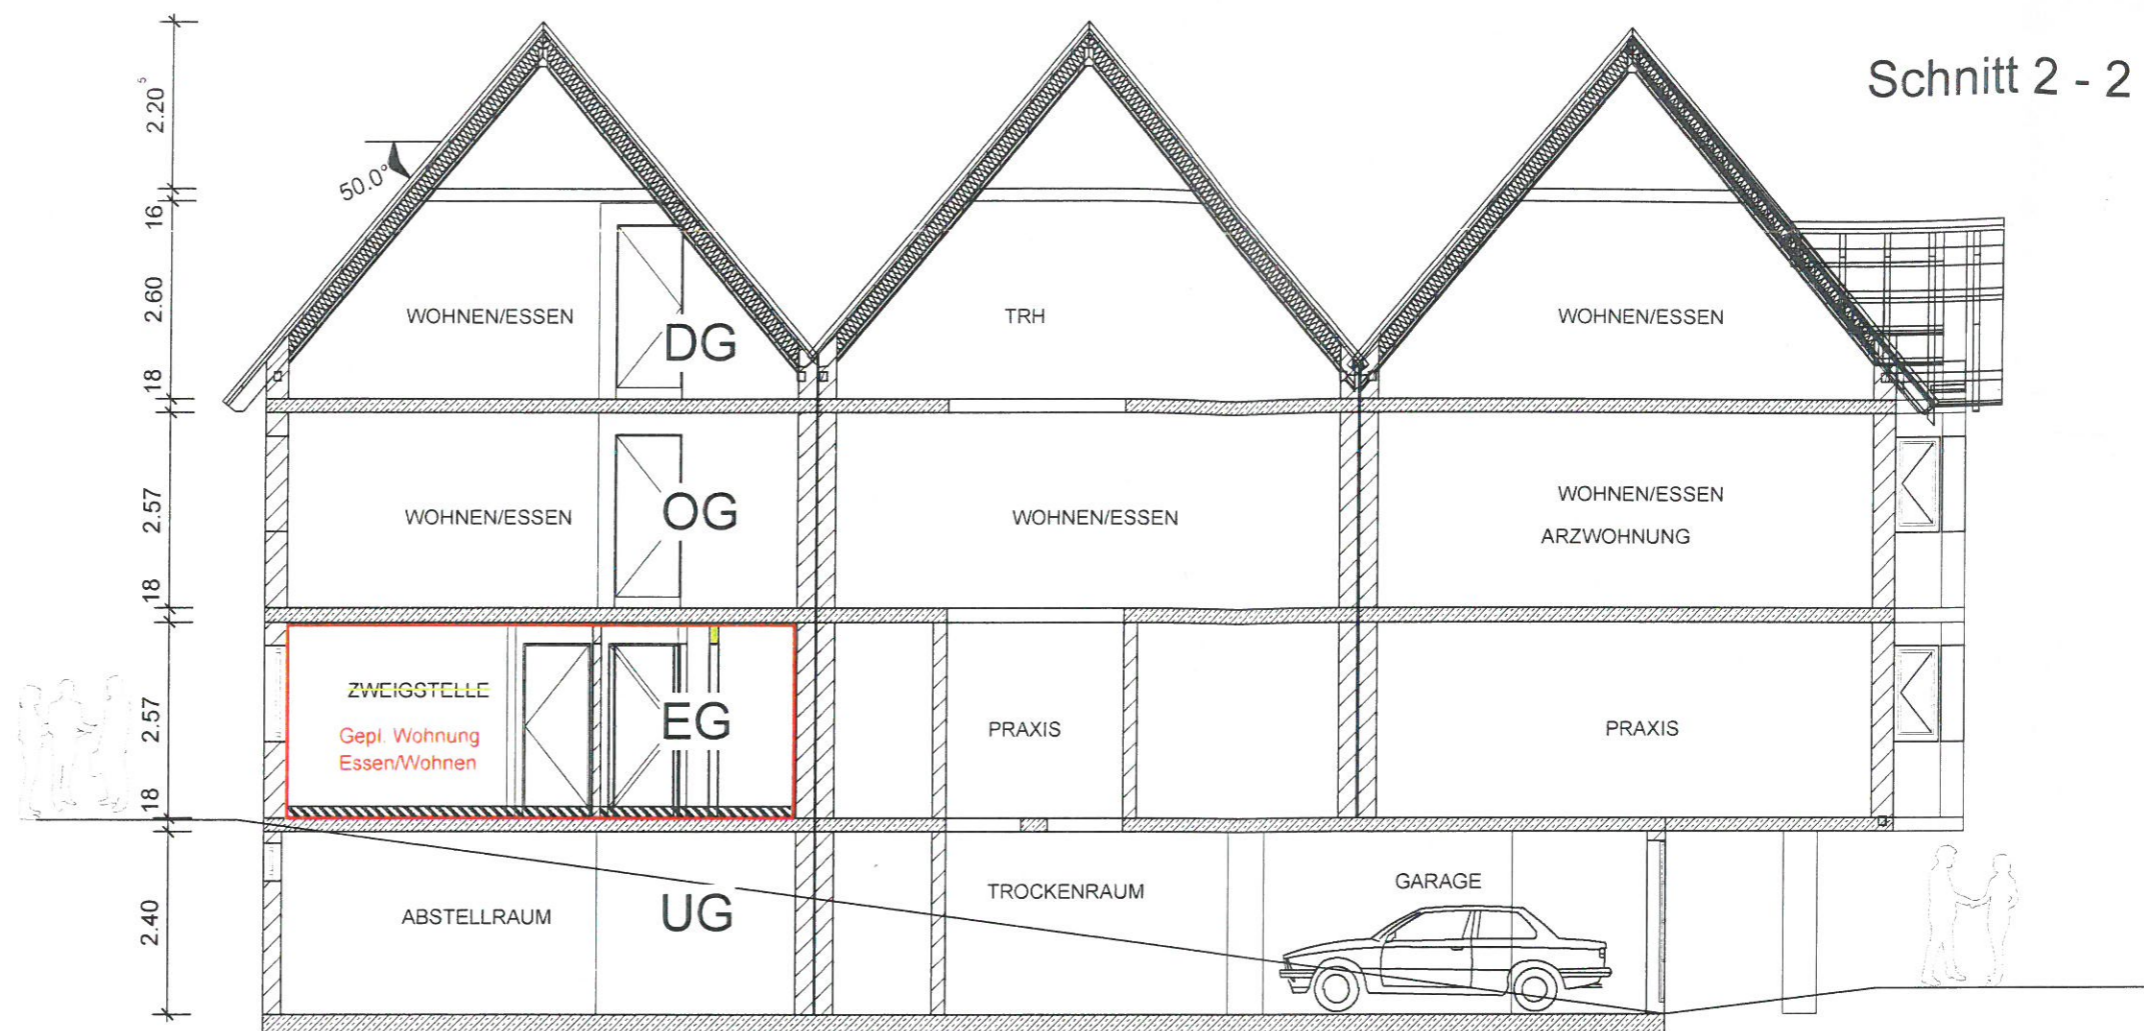 Schnitt 2 - 2
2.20⁵
50.0°
16
2.60
WOHNEN/ESSEN
DG
TRH
WOHNEN/ESSEN
18
2.57
WOHNEN/ESSEN
OG
WOHNEN/ESSEN
WOHNEN/ESSEN
ARZWOHNUNG
18
ZWEIGSTELLE
Gepl. Wohnung
Essen/Wohnen
2.57
EG
PRAXIS
PRAXIS
18
2.40
ABSTELLRAUM
UG
TROCKENRAUM
GARAGE